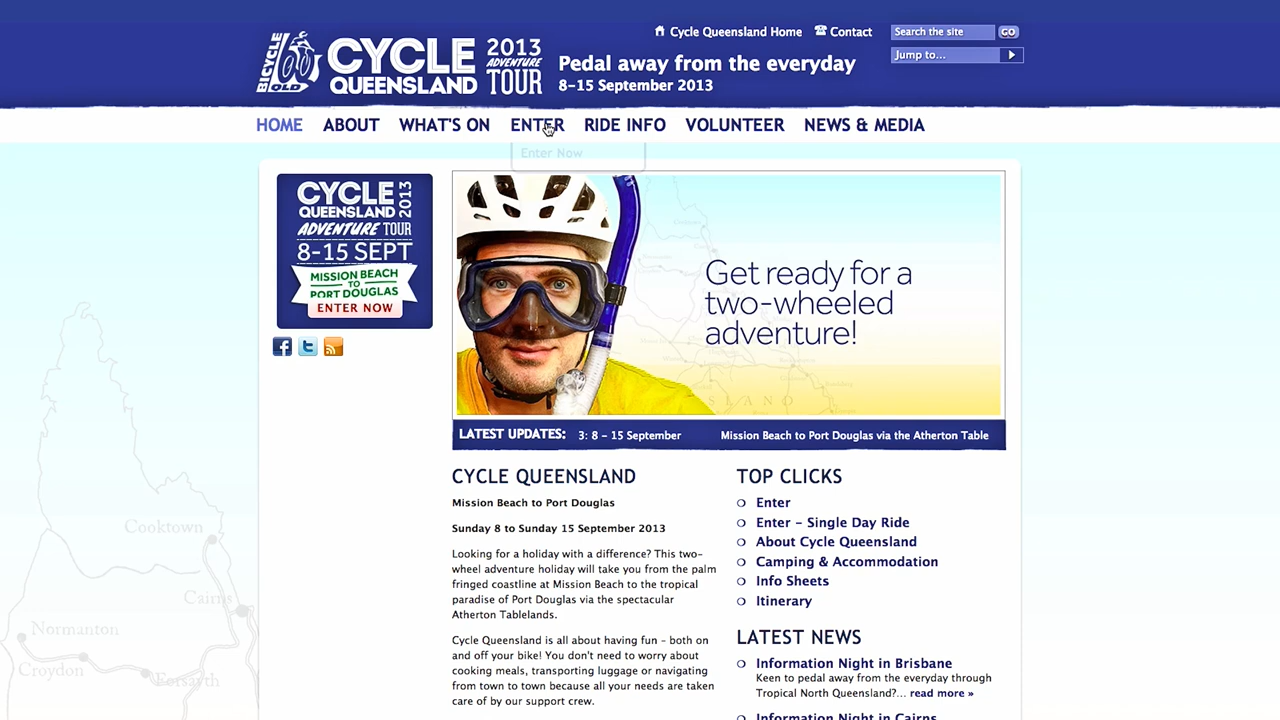 Cycle Queensland Home
Contact
Search the site
GO
Jump to...
BICYCLE
QLD
CYCLE
QUEENSLAND
2013
ADVENTURE
TOUR
Pedal away from the everyday
8–15 September 2013
HOME
ABOUT
WHAT'S ON
ENTER
RIDE INFO
VOLUNTEER
NEWS & MEDIA
Enter Now
CYCLE
QUEENSLAND
2013
ADVENTURE TOUR
8-15 SEPT
MISSION BEACH
TO
PORT DOUGLAS
ENTER NOW
Get ready for a
two-wheeled
adventure!
LATEST UPDATES:
3: 8 – 15 September
Mission Beach to Port Douglas via the Atherton Table
CYCLE QUEENSLAND
Mission Beach to Port Douglas
Sunday 8 to Sunday 15 September 2013
Looking for a holiday with a difference? This two-
wheel adventure holiday will take you from the palm
fringed coastline at Mission Beach to the tropical
paradise of Port Douglas via the spectacular
Atherton Tablelands.
Cycle Queensland is all about having fun – both on
and off your bike! You don't need to worry about
cooking meals, transporting luggage or navigating
from town to town because all your needs are taken
care of by our support crew.
TOP CLICKS
Enter
Enter – Single Day Ride
About Cycle Queensland
Camping & Accommodation
Info Sheets
Itinerary
LATEST NEWS
Information Night in Brisbane
Keen to pedal away from the everyday through
Tropical North Queensland?... read more »
Information Night in Cairns
Cooktown
Cairns
Normanton
Croydon
Forsayth